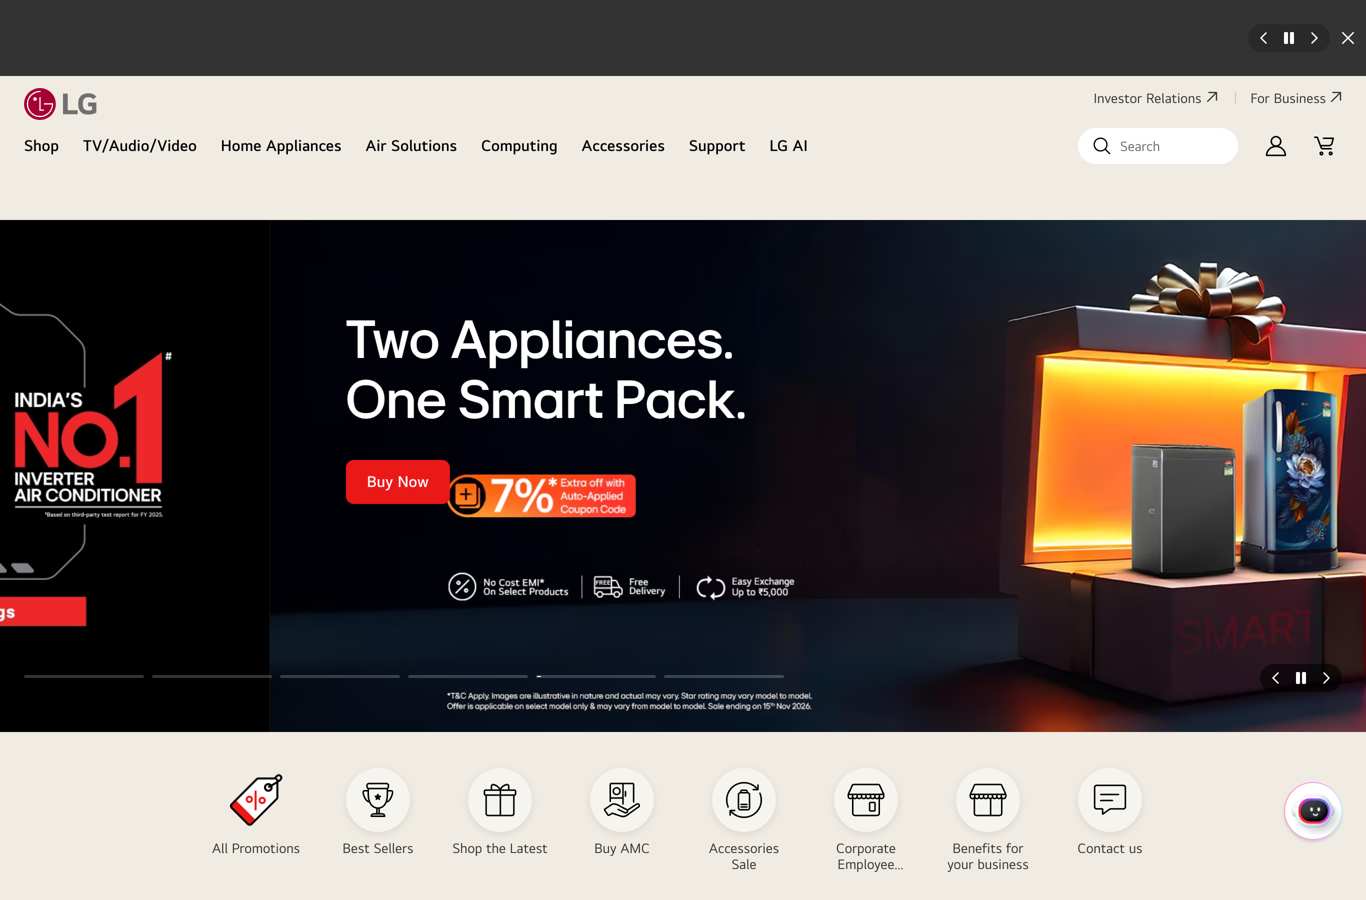 Investor Relations
For Business
LG
Shop
TV/Audio/Video
Home Appliances
Air Solutions
Computing
Accessories
Support
LG AI
Search
INDIA'S
NO.1#
INVERTER
AIR CONDITIONER
*Based on third-party test report for FY 2025.
gs
Two Appliances.
One Smart Pack.
Buy Now
7%*
Extra off with
Auto-Applied
Coupon Code
No Cost EMI*
On Select Products
FREE
Free
Delivery
Easy Exchange
Up to ₹5,000
SMART
*T&C Apply. Images are illustrative in nature and actual may vary. Star rating may vary model to model.
Offer is applicable on select model only & may vary from model to model. Sale ending on 15th Nov 2026.
All Promotions
Best Sellers
Shop the Latest
Buy AMC
Accessories
Sale
Corporate
Employee...
Benefits for
your business
Contact us